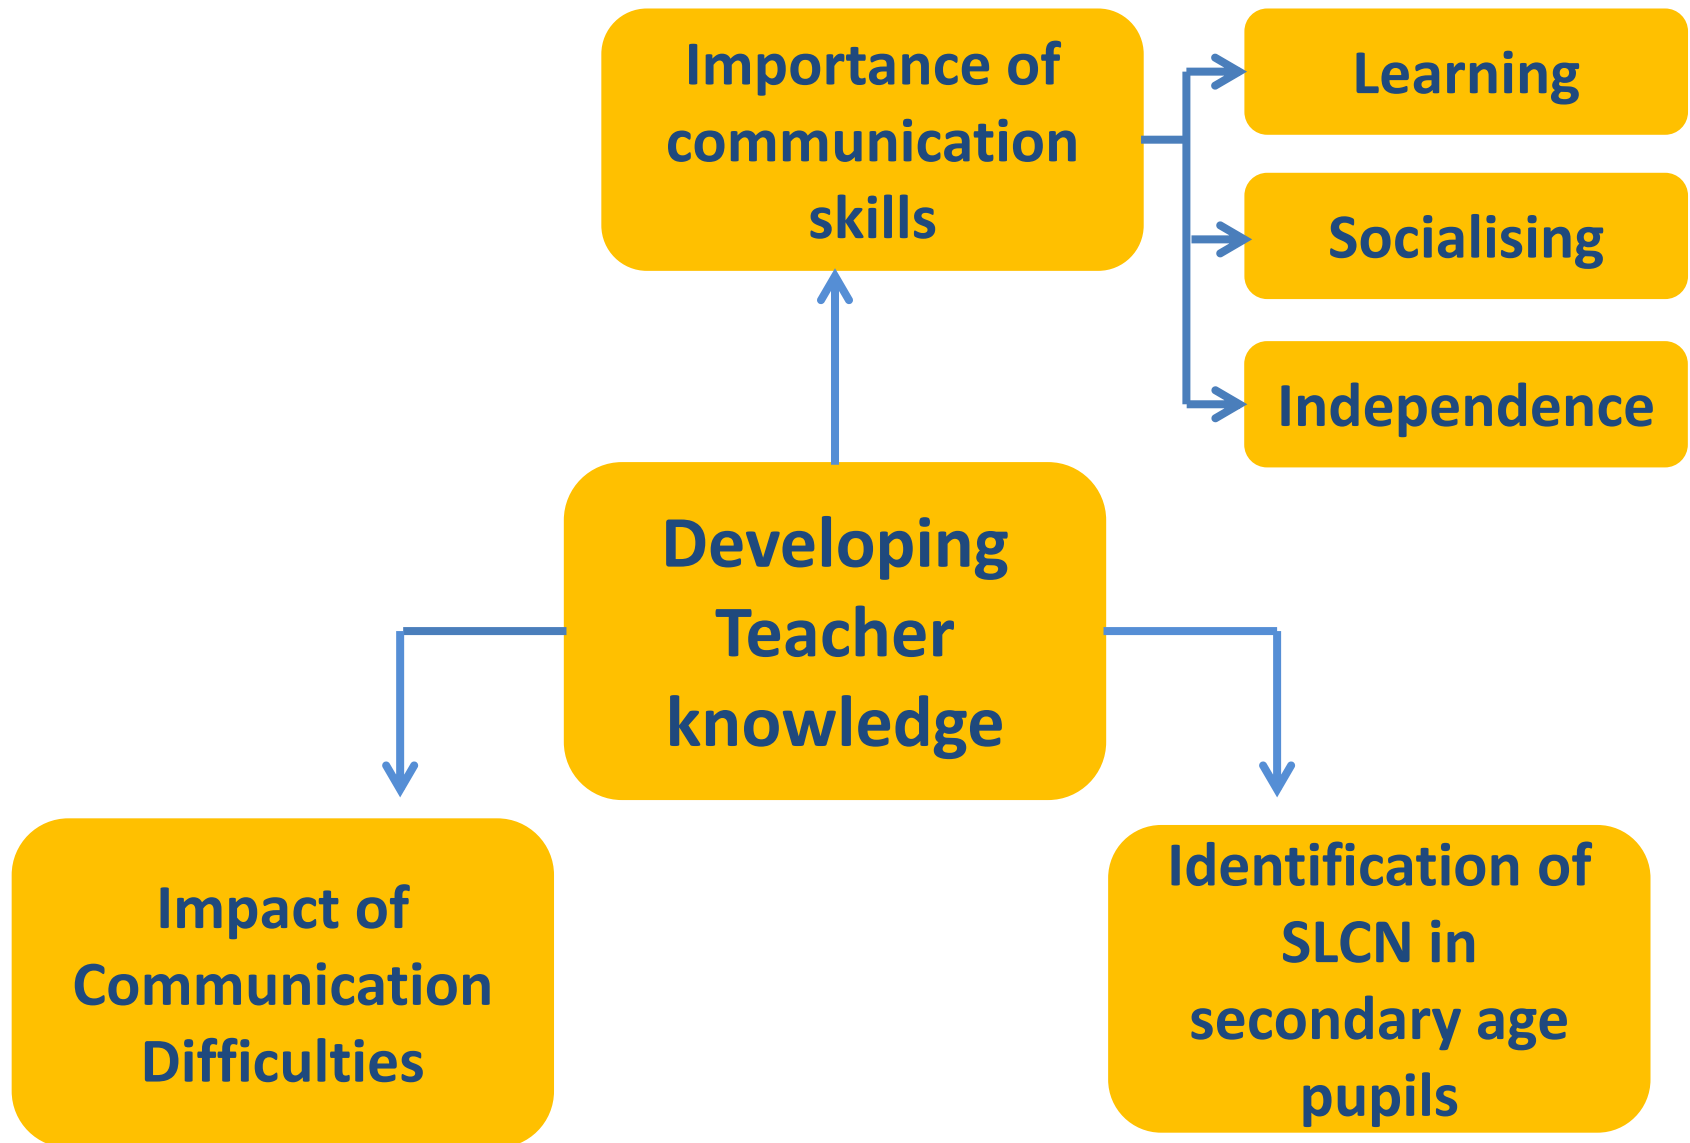 Importance of
communication
skills
Learning
Socialising
Independence
Developing
Teacher
knowledge
Impact of
Communication
Difficulties
Identification of
SLCN in
secondary age
pupils